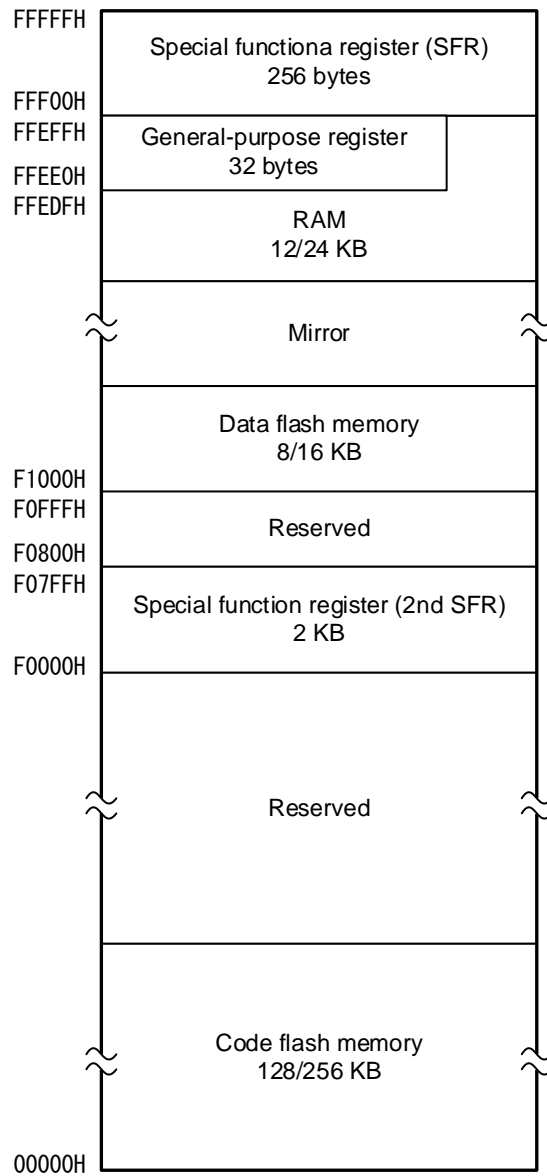 FFFFFH
Special functiona register (SFR)
256 bytes
FFF00H
FFEFFH
General-purpose register
32 bytes
FFEE0H
FFEDFH
RAM
12/24 KB
Mirror
Data flash memory
8/16 KB
F1000H
F0FFFH
Reserved
F0800H
F07FFH
Special function register (2nd SFR)
2 KB
F0000H
Reserved
Code flash memory
128/256 KB
00000H